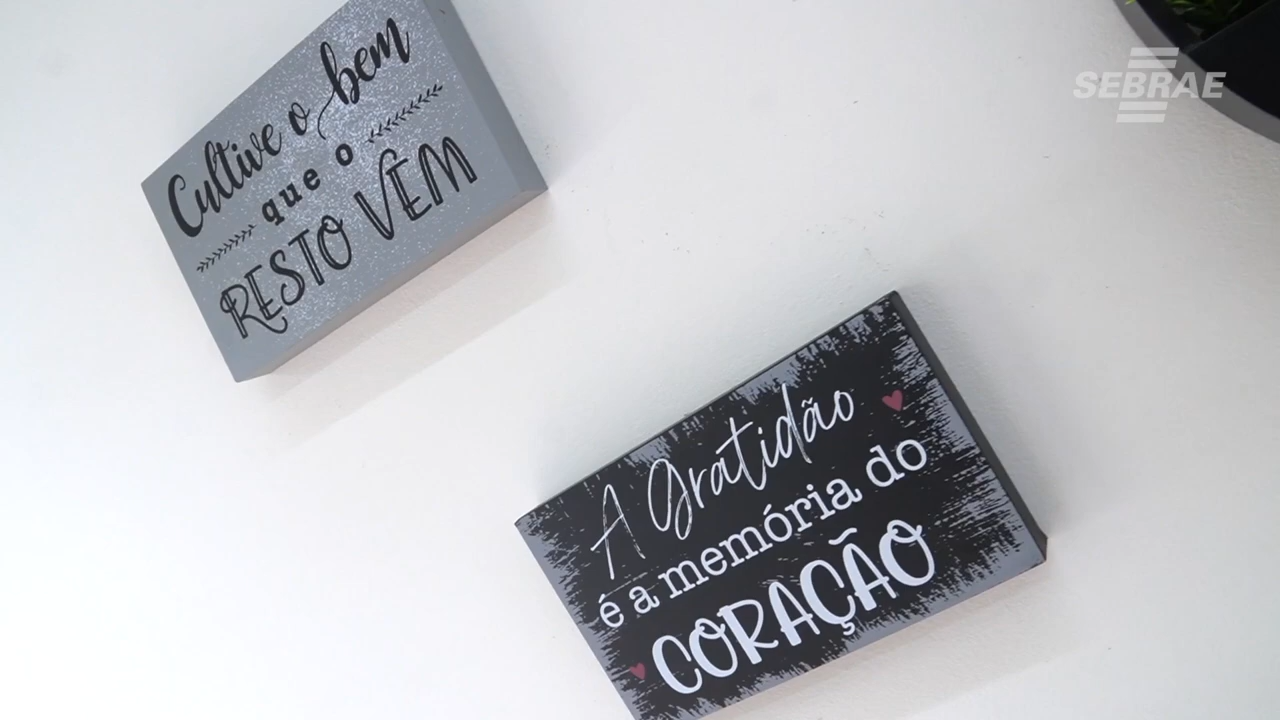 Cultive o bem
que o
RESTO VEM
SEBRAE
A Gratidão
é a memória do
CORAÇÃO